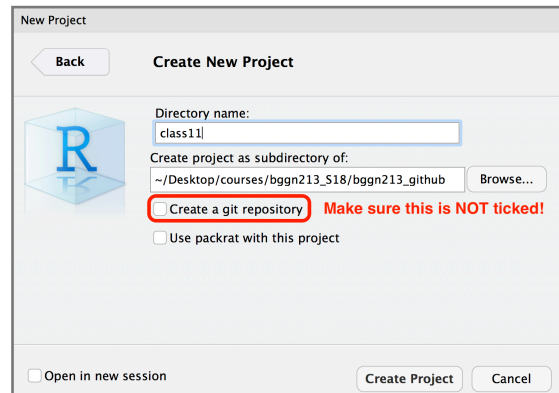 New Project
Back
Create New Project
R
Directory name:
class11
Create project as subdirectory of:
~/Desktop/courses/bggn213_S18/bggn213_github
Browse...
Create a git repository
Make sure this is NOT ticked!
Use packrat with this project
Open in new session
Create Project
Cancel